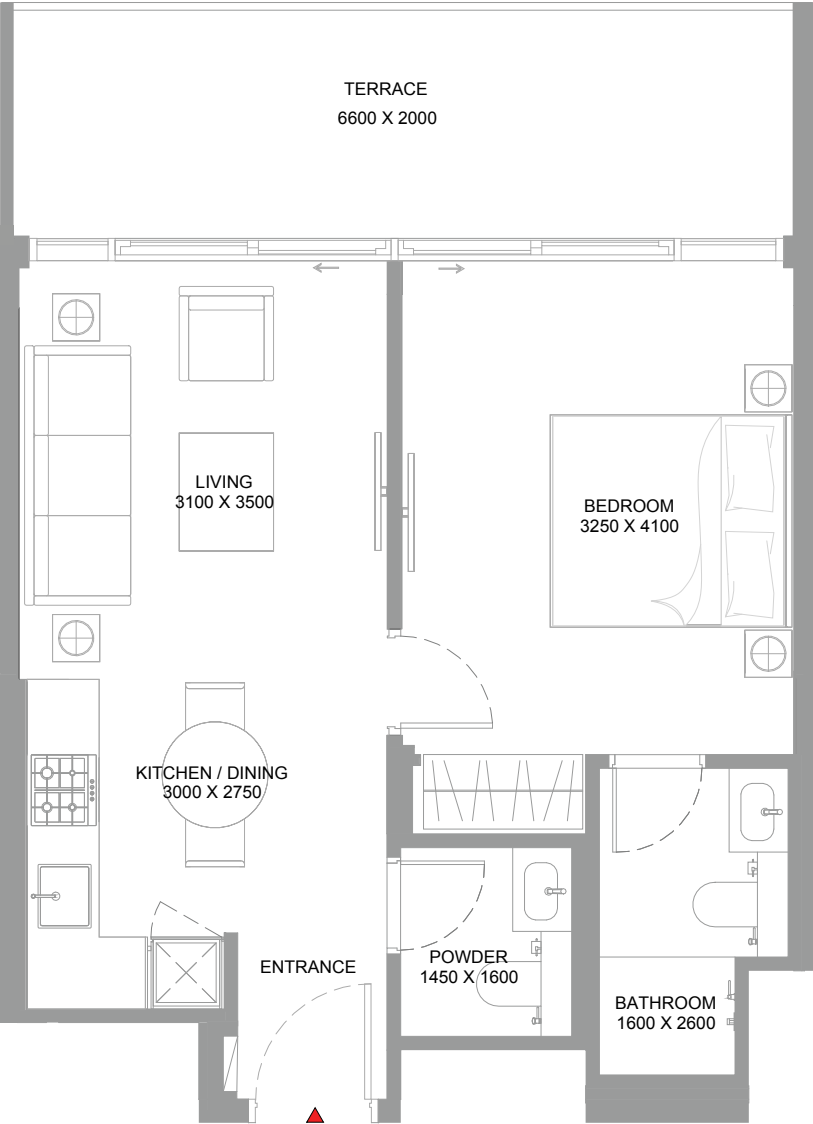 TERRACE
6600 X 2000
LIVING
3100 X 3500
BEDROOM
3250 X 4100
KITCHEN / DINING
3000 X 2750
ENTRANCE
POWDER
1450 X 1600
BATHROOM
1600 X 2600